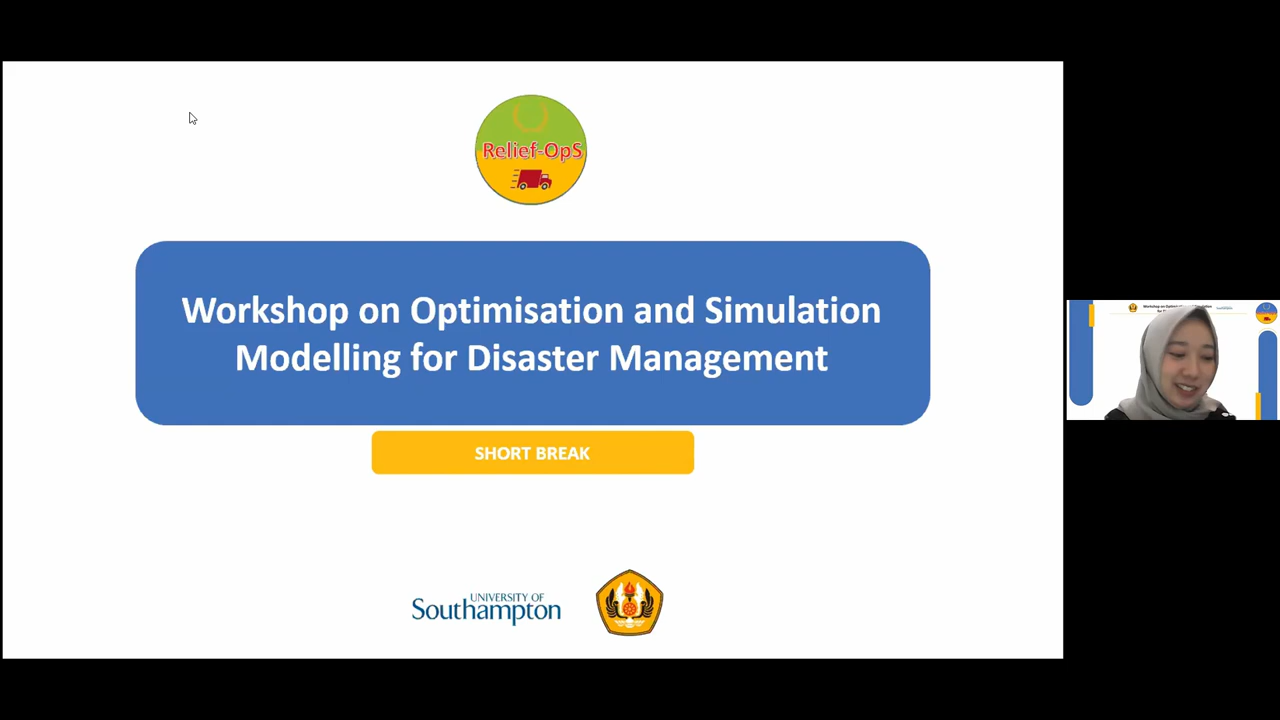 Relief-OpS
Workshop on Optimisation and Simulation
Modelling for Disaster Management
SHORT BREAK
UNIVERSITY OF
Southampton